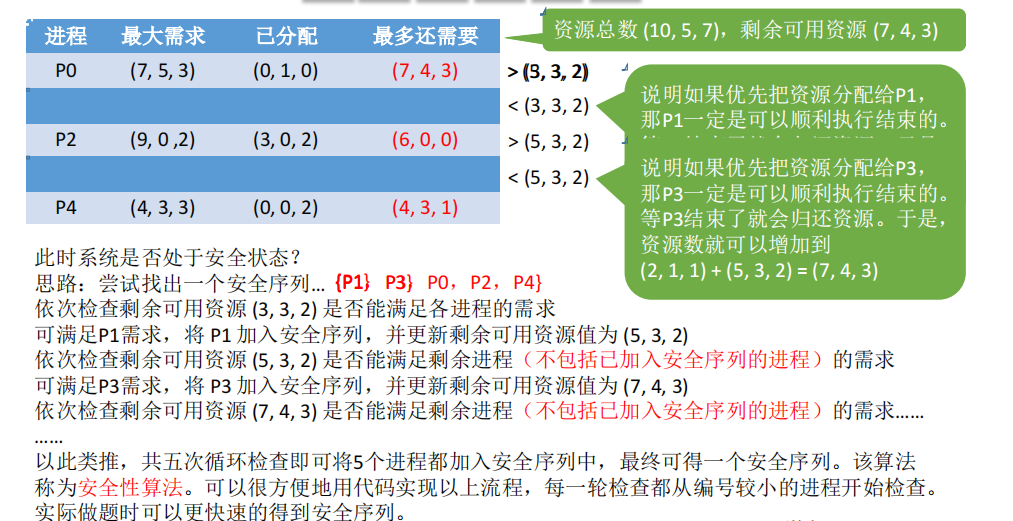 进程 最大需求 已分配 最多还需要
资源总数 (10, 5, 7)，剩余可用资源 (7, 4, 3)
P0 (7, 5, 3) (0, 1, 0) (7, 4, 3) > (5, 3, 2)
< (3, 3, 2)
P2 (9, 0 ,2) (3, 0, 2) (6, 0, 0) > (5, 3, 2)
< (5, 3, 2)
P4 (4, 3, 3) (0, 0, 2) (4, 3, 1)
说明如果优先把资源分配给P1，
那P1一定是可以顺利执行结束的。
说明如果优先把资源分配给P3，
那P3一定是可以顺利执行结束的。
等P3结束了就会归还资源。于是，
资源数就可以增加到
(2, 1, 1) + (5, 3, 2) = (7, 4, 3)
此时系统是否处于安全状态？
思路：尝试找出一个安全序列... {P1} P3} P0，P2，P4}
依次检查剩余可用资源 (3, 3, 2) 是否能满足各进程的需求
可满足P1需求，将 P1 加入安全序列，并更新剩余可用资源值为 (5, 3, 2)
依次检查剩余可用资源 (5, 3, 2) 是否能满足剩余进程（不包括已加入安全序列的进程）的需求
可满足P3需求，将 P3 加入安全序列，并更新剩余可用资源值为 (7, 4, 3)
依次检查剩余可用资源 (7, 4, 3) 是否能满足剩余进程（不包括已加入安全序列的进程）的需求......
......
以此类推，共五次循环检查即可将5个进程都加入安全序列中，最终可得一个安全序列。该算法
称为安全性算法。可以很方便地用代码实现以上流程，每一轮检查都从编号较小的进程开始检查。
实际做题时可以更快速的得到安全序列。